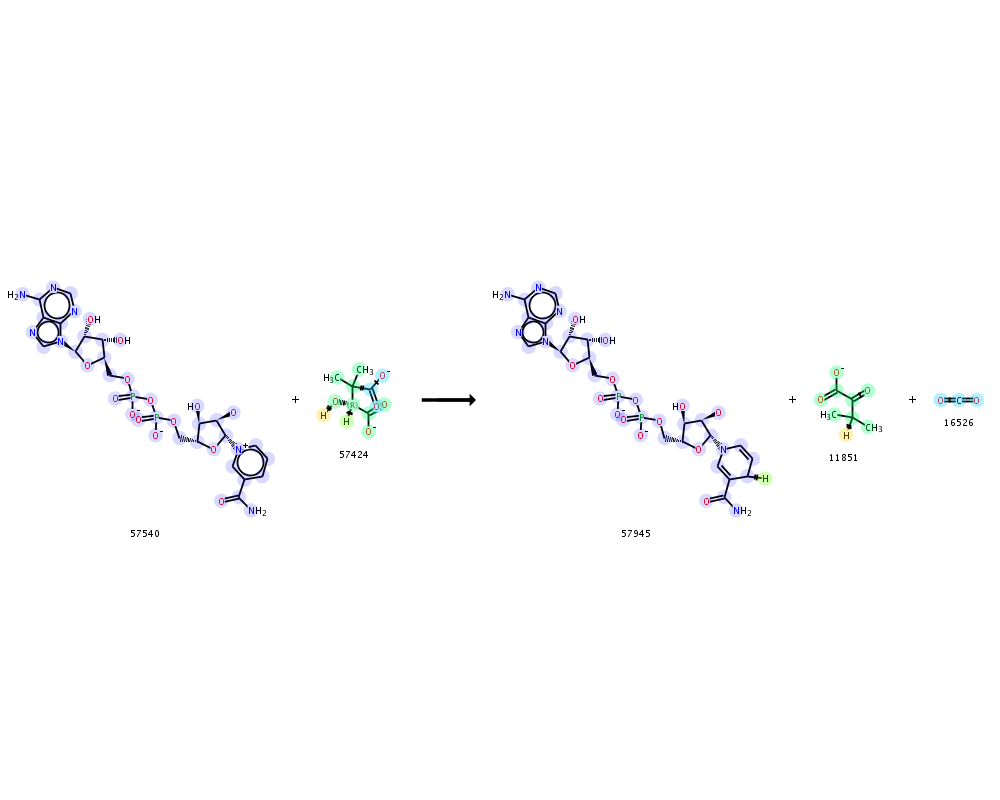 H₂N N N N N OH OH O O P O O⁻ O P O O⁻ O HO O O N⁺ O NH₂
57540
+
H₃C CH₃ O⁻ O O (R) H H O O⁻
57424
H₂N N N N N OH OH O O P O O⁻ O P O O⁻ O HO O O N H O NH₂
57945
+
O⁻ O O H₃C CH₃ H
11851
+
O C O
16526